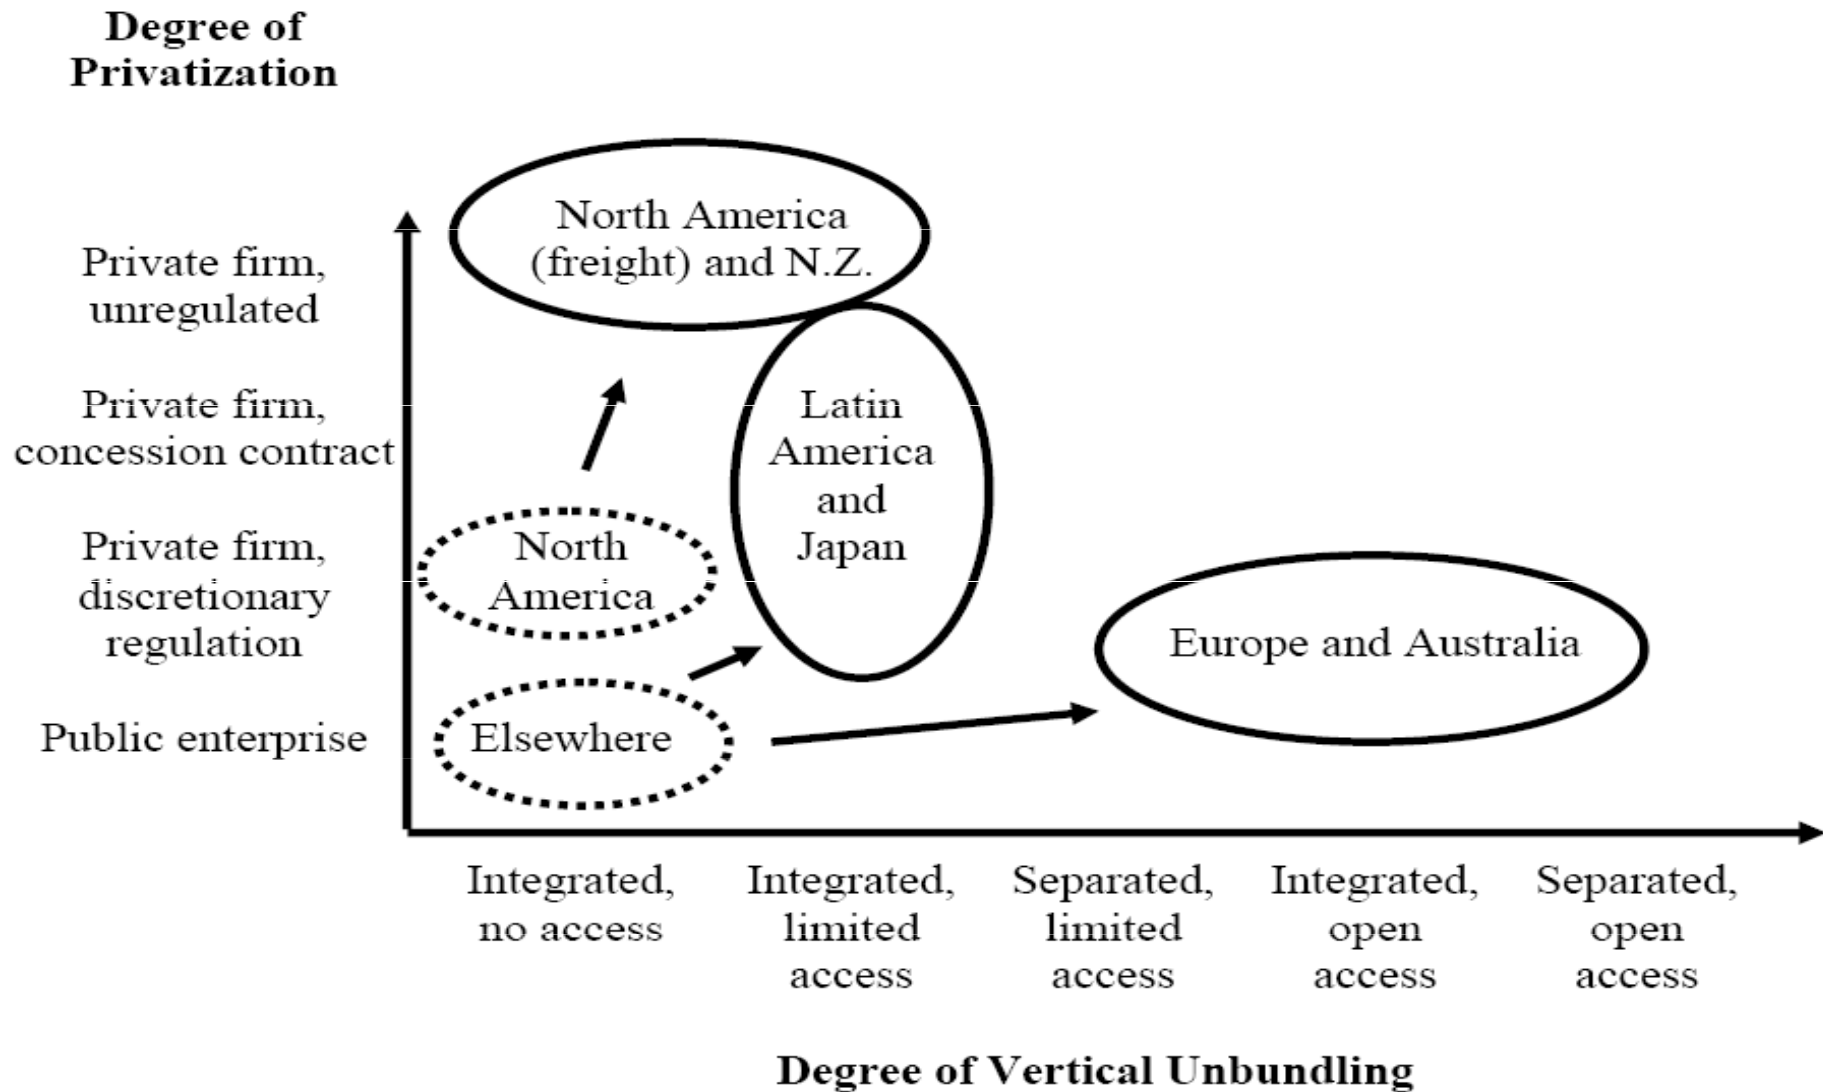 Degree of
Privatization
North America
(freight) and N.Z.
Private firm,
unregulated
Private firm,
concession contract
Latin
America
and
Japan
Private firm,
discretionary
regulation
North
America
Europe and Australia
Public enterprise
Elsewhere
Integrated,
no access
Integrated,
limited
access
Separated,
limited
access
Integrated,
open
access
Separated,
open
access
Degree of Vertical Unbundling